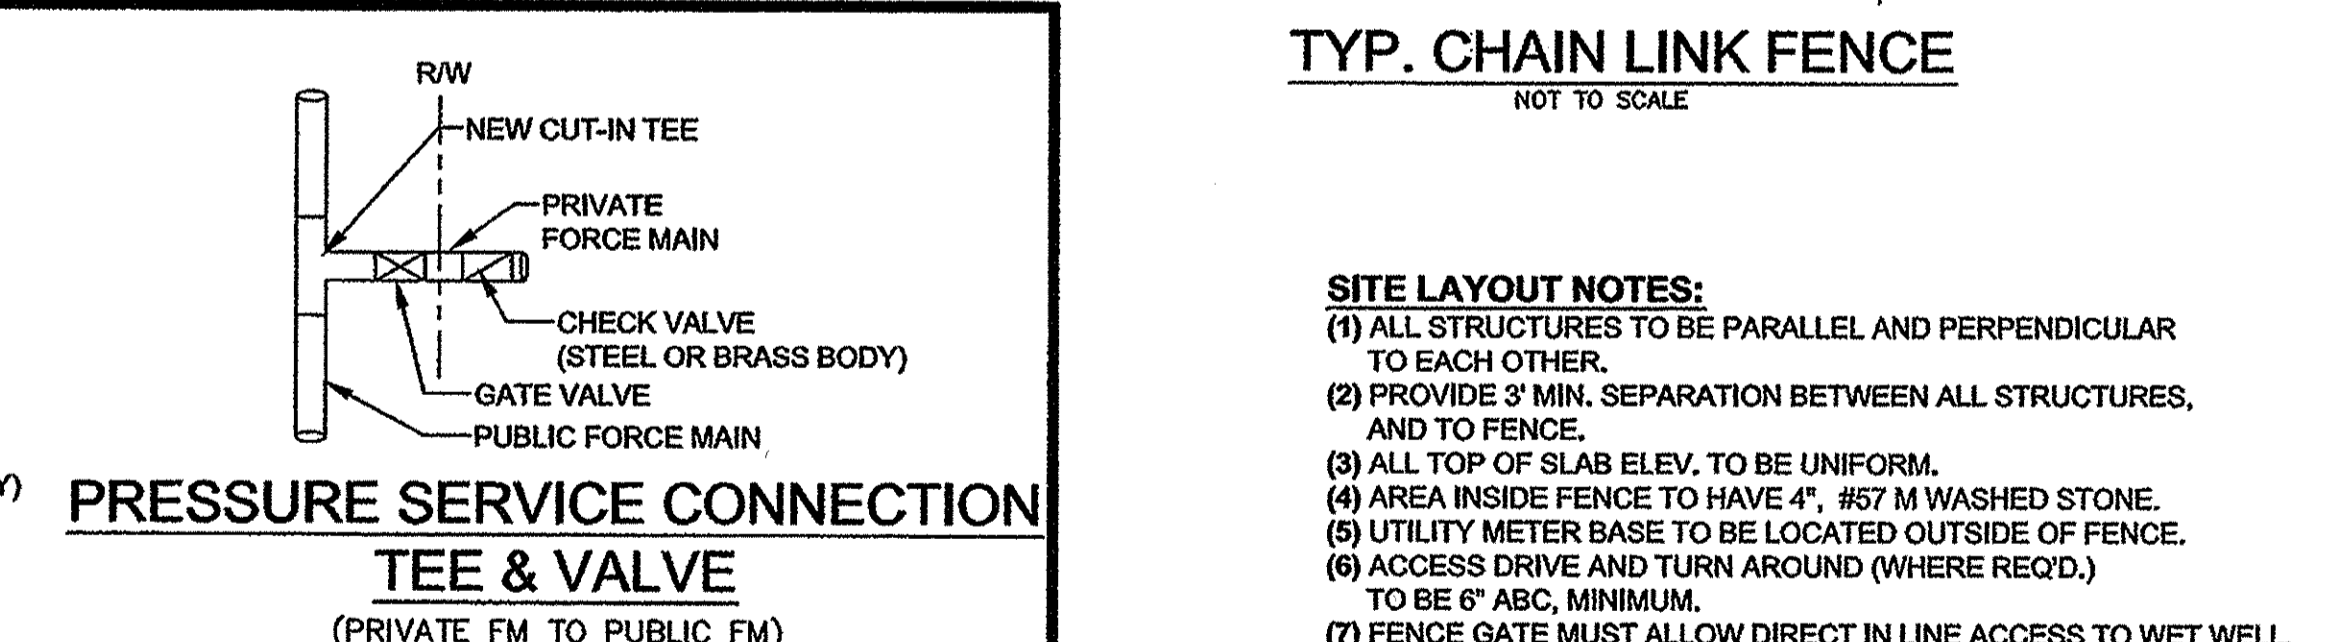 R/W
NEW CUT-IN TEE
PRIVATE
FORCE MAIN
CHECK VALVE
(STEEL OR BRASS BODY)
GATE VALVE
PUBLIC FORCE MAIN
PRESSURE SERVICE CONNECTION
TEE & VALVE
(PRIVATE FM TO PUBLIC FM)
TYP. CHAIN LINK FENCE
NOT TO SCALE
SITE LAYOUT NOTES:
(1) ALL STRUCTURES TO BE PARALLEL AND PERPENDICULAR
TO EACH OTHER.
(2) PROVIDE 3' MIN. SEPARATION BETWEEN ALL STRUCTURES,
AND TO FENCE.
(3) ALL TOP OF SLAB ELEV. TO BE UNIFORM.
(4) AREA INSIDE FENCE TO HAVE 4", #57 M WASHED STONE.
(5) UTILITY METER BASE TO BE LOCATED OUTSIDE OF FENCE.
(6) ACCESS DRIVE AND TURN AROUND (WHERE REQ'D.)
TO BE 6" ABC, MINIMUM.
(7) FENCE GATE MUST ALLOW DIRECT IN LINE ACCESS TO WET WELL.